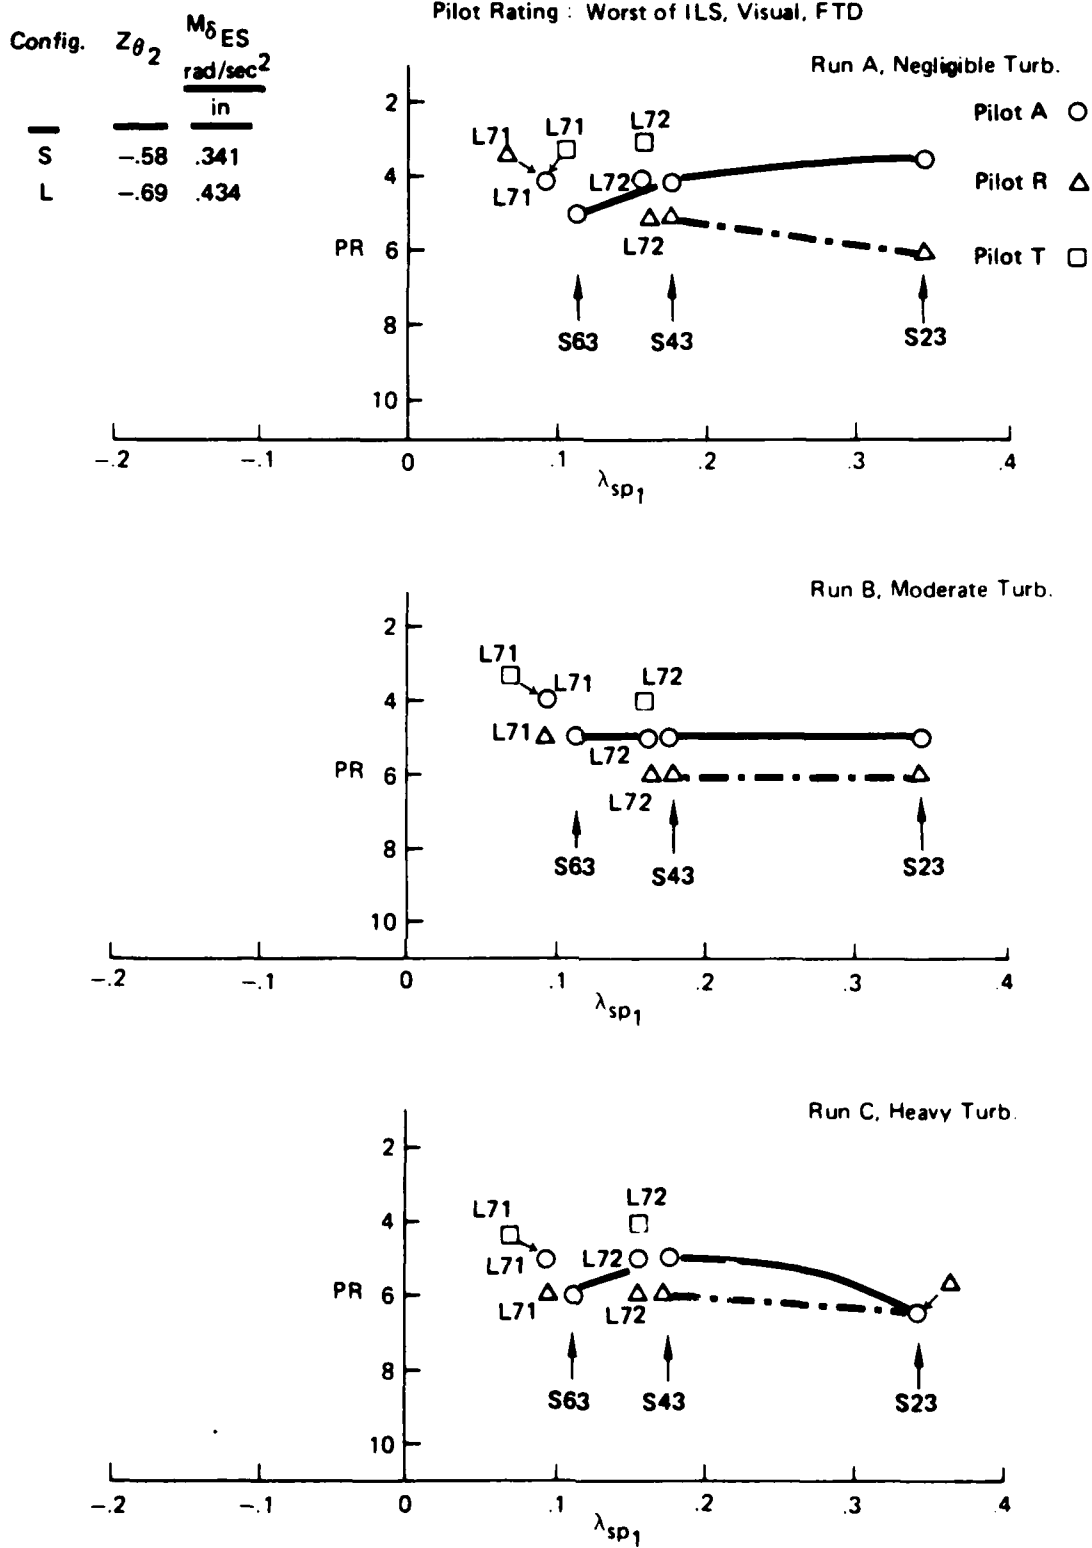 Pilot Rating : Worst of ILS, Visual, FTD
Config. Zθ2 MδES
rad/sec2
in
S -.58 .341
L -.69 .434
Run A, Negligible Turb.
Pilot A
Pilot R
Pilot T
2
4
PR 6
8
10
L71 L71 L72
L71 L72
L72
S63 S43 S23
-.2 -.1 0 .1 .2 .3 .4
λsp1
Run B, Moderate Turb.
2
4
PR 6
8
10
L71 L71 L72
L71 L72
L72
S63 S43 S23
-.2 -.1 0 .1 .2 .3 .4
λsp1
Run C, Heavy Turb.
2
4
PR 6
8
10
L71 L72
L71 L72
L71 L72
S63 S43 S23
-.2 -.1 0 .1 .2 .3 .4
λsp1